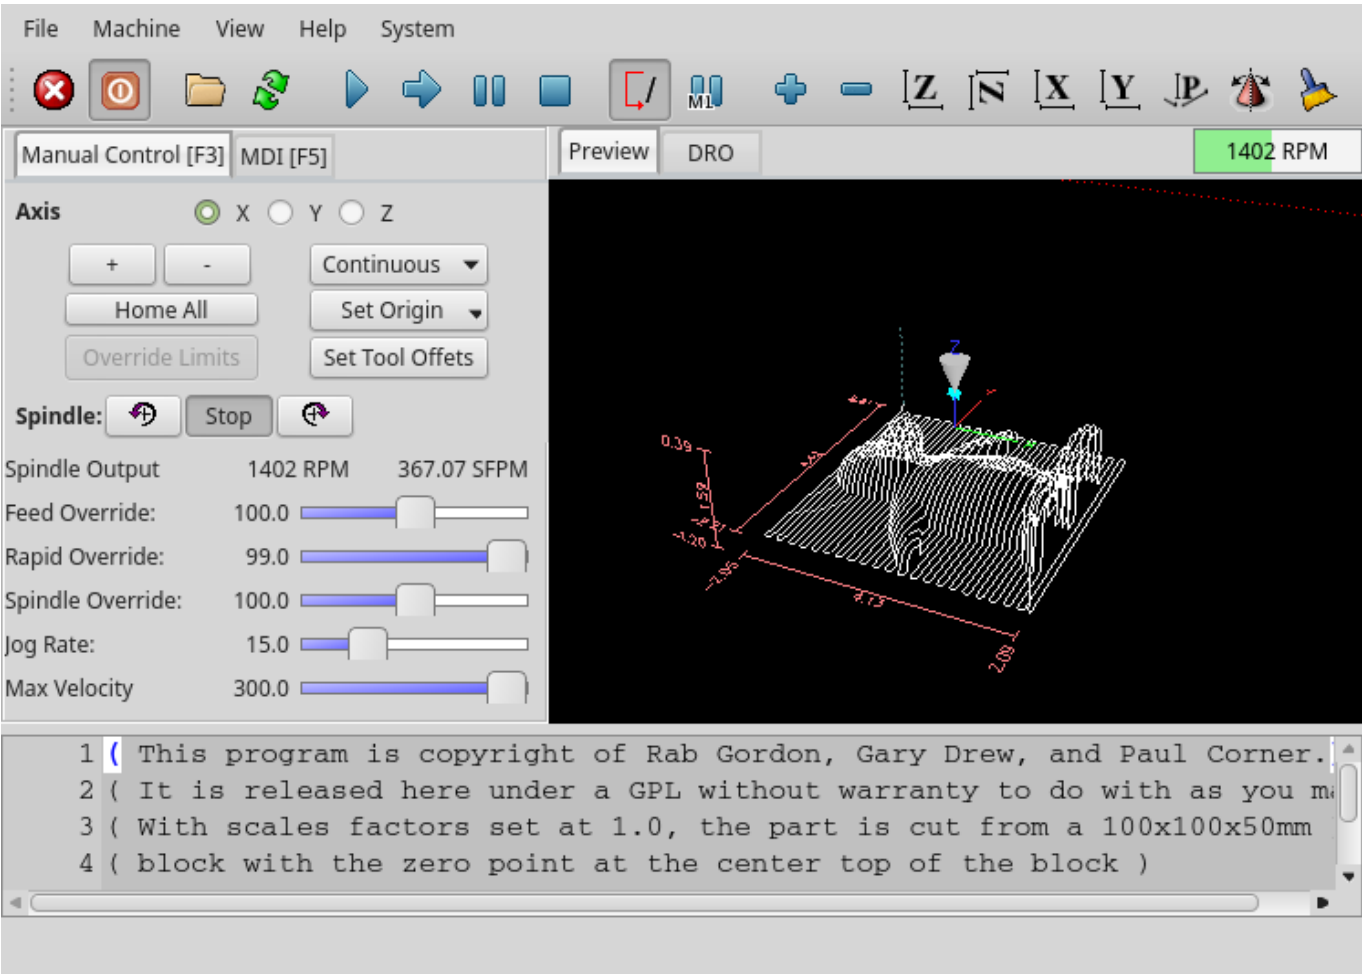 File Machine View Help System
M1 Z N X Y P
Manual Control [F3] MDI [F5] Preview DRO 1402 RPM
Axis X Y Z
+ - Continuous
Home All Set Origin
Override Limits Set Tool Offets
Spindle: Stop
Spindle Output 1402 RPM 367.07 SFPM
Feed Override: 100.0
Rapid Override: 99.0
Spindle Override: 100.0
Jog Rate: 15.0
Max Velocity 300.0
Z
0.39
1.59
-1.20
-1.95
4.13
2.09
1 ( This program is copyright of Rab Gordon, Gary Drew, and Paul Corner.
2 ( It is released here under a GPL without warranty to do with as you
3 ( With scales factors set at 1.0, the part is cut from a 100x100x50mm
4 ( block with the zero point at the center top of the block )